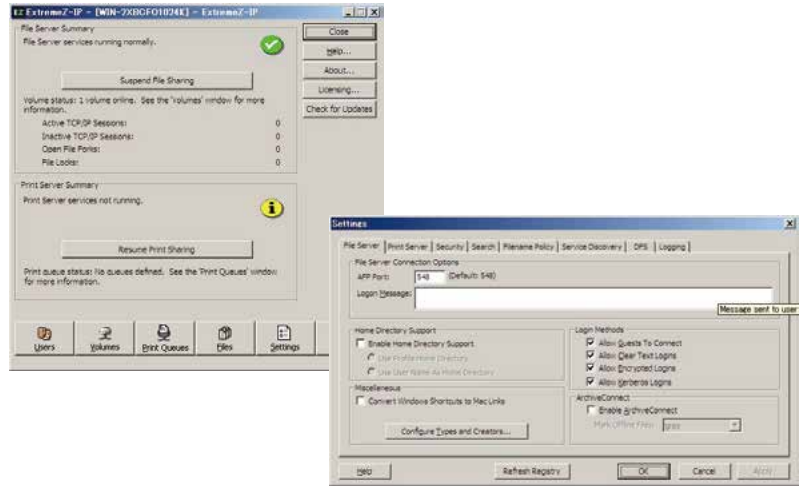 EZ ExtremeZ-IP - [WIN-2XBCFO1024K] - ExtremeZ-IP
File Server Summary
File Server services running normally.
Suspend File Sharing
Volume status: 1 volume online. See the 'Volumes' window for more
information.
Active TCP/IP Sessions: 0
Inactive TCP/IP Sessions: 0
Open File Forks: 0
File Locks: 0
Print Server Summary
Print Server services not running.
Resume Print Sharing
Print queue status: No queues defined. See the 'Print Queues' window
for more information.
Users
Volumes
Print Queues
Files
Settings
Close
Help...
About...
Licensing...
Check for Updates
Settings
File Server
Print Server
Security
Search
Filename Policy
Service Discovery
DFS
Logging
File Server Connection Options
AFP Port: 548 (Default: 548)
Logon Message:
Message sent to user
Home Directory Support
Enable Home Directory Support
Use Profile Home Directory
Use User Name As Home Directory
Miscellaneous
Convert Windows Shortcuts to Mac Links
Configure Types and Creators...
Login Methods
Allow Guests To Connect
Allow Clear Text Logins
Allow Encrypted Logins
Allow Kerberos Logins
ArchiveConnect
Enable ArchiveConnect
Mark Offline Files:
Help
Refresh Registry
OK
Cancel
Apply